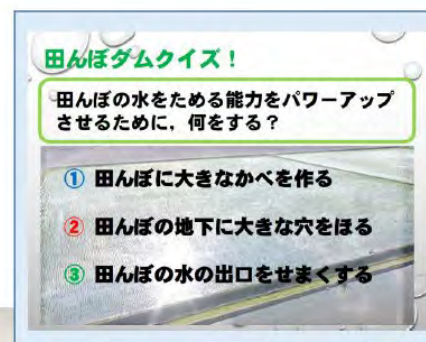 田んぼダムクイズ！
田んぼの水をためる能力をパワーアップ
させるために，何をする？
① 田んぼに大きなかべを作る
② 田んぼの地下に大きな穴をほる
③ 田んぼの水の出口をせまくする